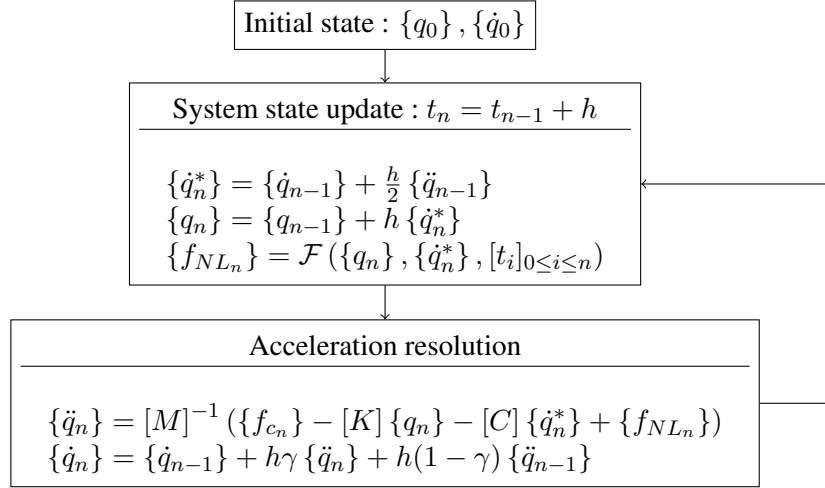 Initial state : {q_0} , {q̇_0}
System state update : t_n = t_{n−1} + h
{q̇_n^*} = {q̇_{n−1}} + \frac{h}{2} {q̈_{n−1}}
{q_n} = {q_{n−1}} + h {q̇_n^*}
{f_{NL_n}} = \mathcal{F} ({q_n} , {q̇_n^*} , [t_i]_{0≤i≤n})
Acceleration resolution
{q̈_n} = [M]^{−1} ({f_{c_n}} − [K] {q_n} − [C] {q̇_n^*} + {f_{NL_n}})
{q̇_n} = {q̇_{n−1}} + hγ {q̈_n} + h(1 − γ) {q̈_{n−1}}